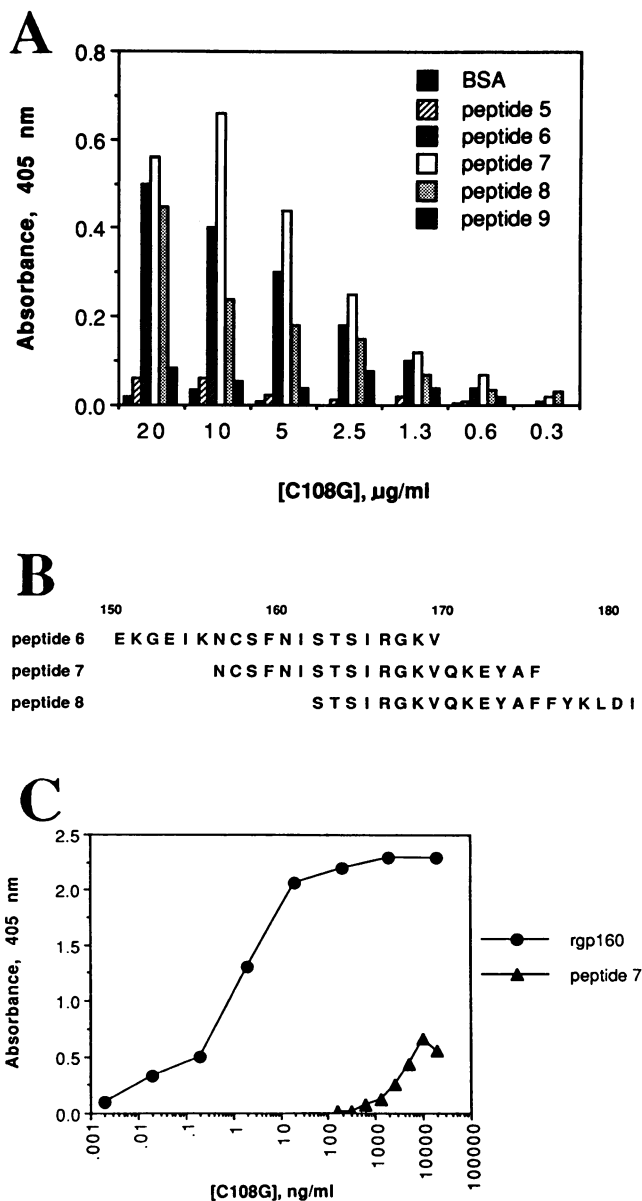 A
0.8
0.6
0.4
0.2
0.0
Absorbance, 405 nm
BSA
peptide 5
peptide 6
peptide 7
peptide 8
peptide 9
20 10 5 2.5 1.3 0.6 0.3
[C108G], µg/ml
B
150 160 170 180
peptide 6 EKGEIKNCSFNISTSIRGKV
peptide 7 NCSFNISTSIRGKVQKEYAF
peptide 8 STSIRGKVQKEYAFFYKLDI
C
2.5
2.0
1.5
1.0
0.5
0.0
Absorbance, 405 nm
rgp160
peptide 7
.001 .01 .1 1 10 100 1000 10000 100000
[C108G], ng/ml